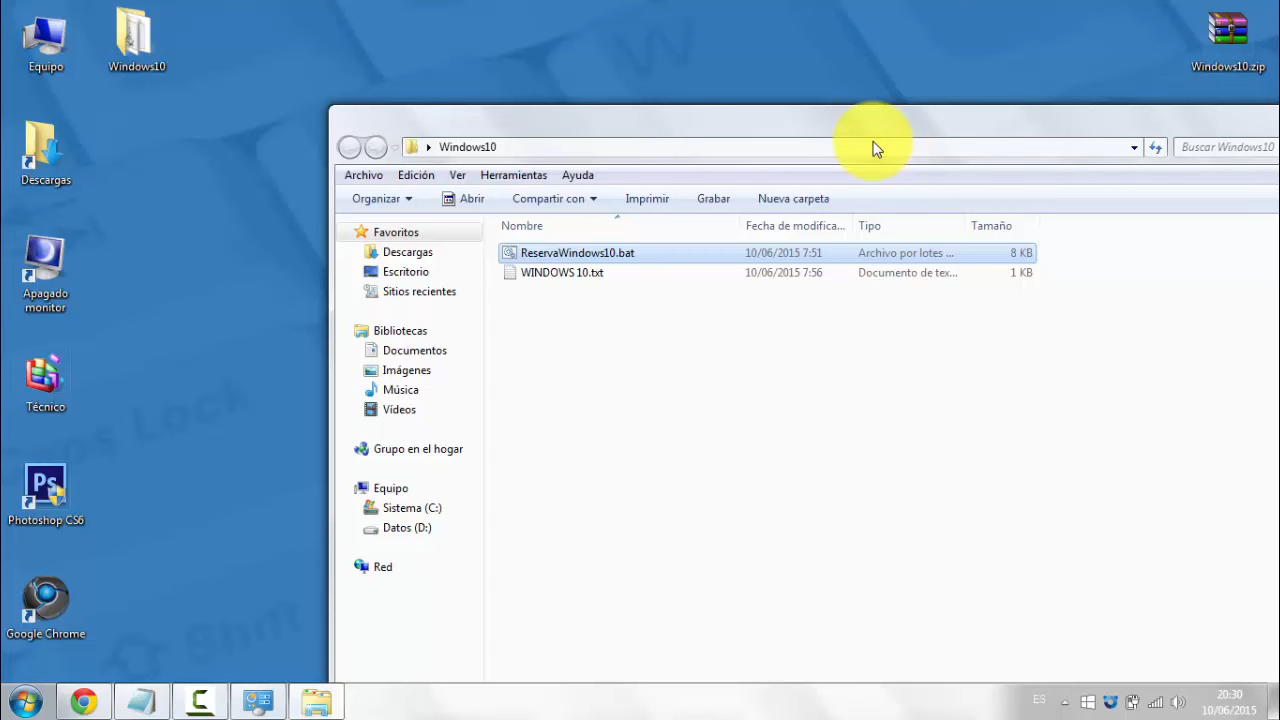 Equipo
Windows10
Windows10.zip
Descargas
Apagado
monitor
Técnico
Ps
Photoshop CS6
Google Chrome
Windows10
Buscar Windows10
Archivo Edición Ver Herramientas Ayuda
Organizar Abrir Compartir con Imprimir Grabar Nueva carpeta
Nombre Fecha de modifica... Tipo Tamaño
ReservaWindows10.bat 10/06/2015 7:51 Archivo por lotes ... 8 KB
WINDOWS 10.txt 10/06/2015 7:56 Documento de tex... 1 KB
Favoritos
Descargas
Escritorio
Sitios recientes
Bibliotecas
Documentos
Imágenes
Música
Vídeos
Grupo en el hogar
Equipo
Sistema (C:)
Datos (D:)
Red
W
Lock
Shift
ES
20:30
10/06/2015